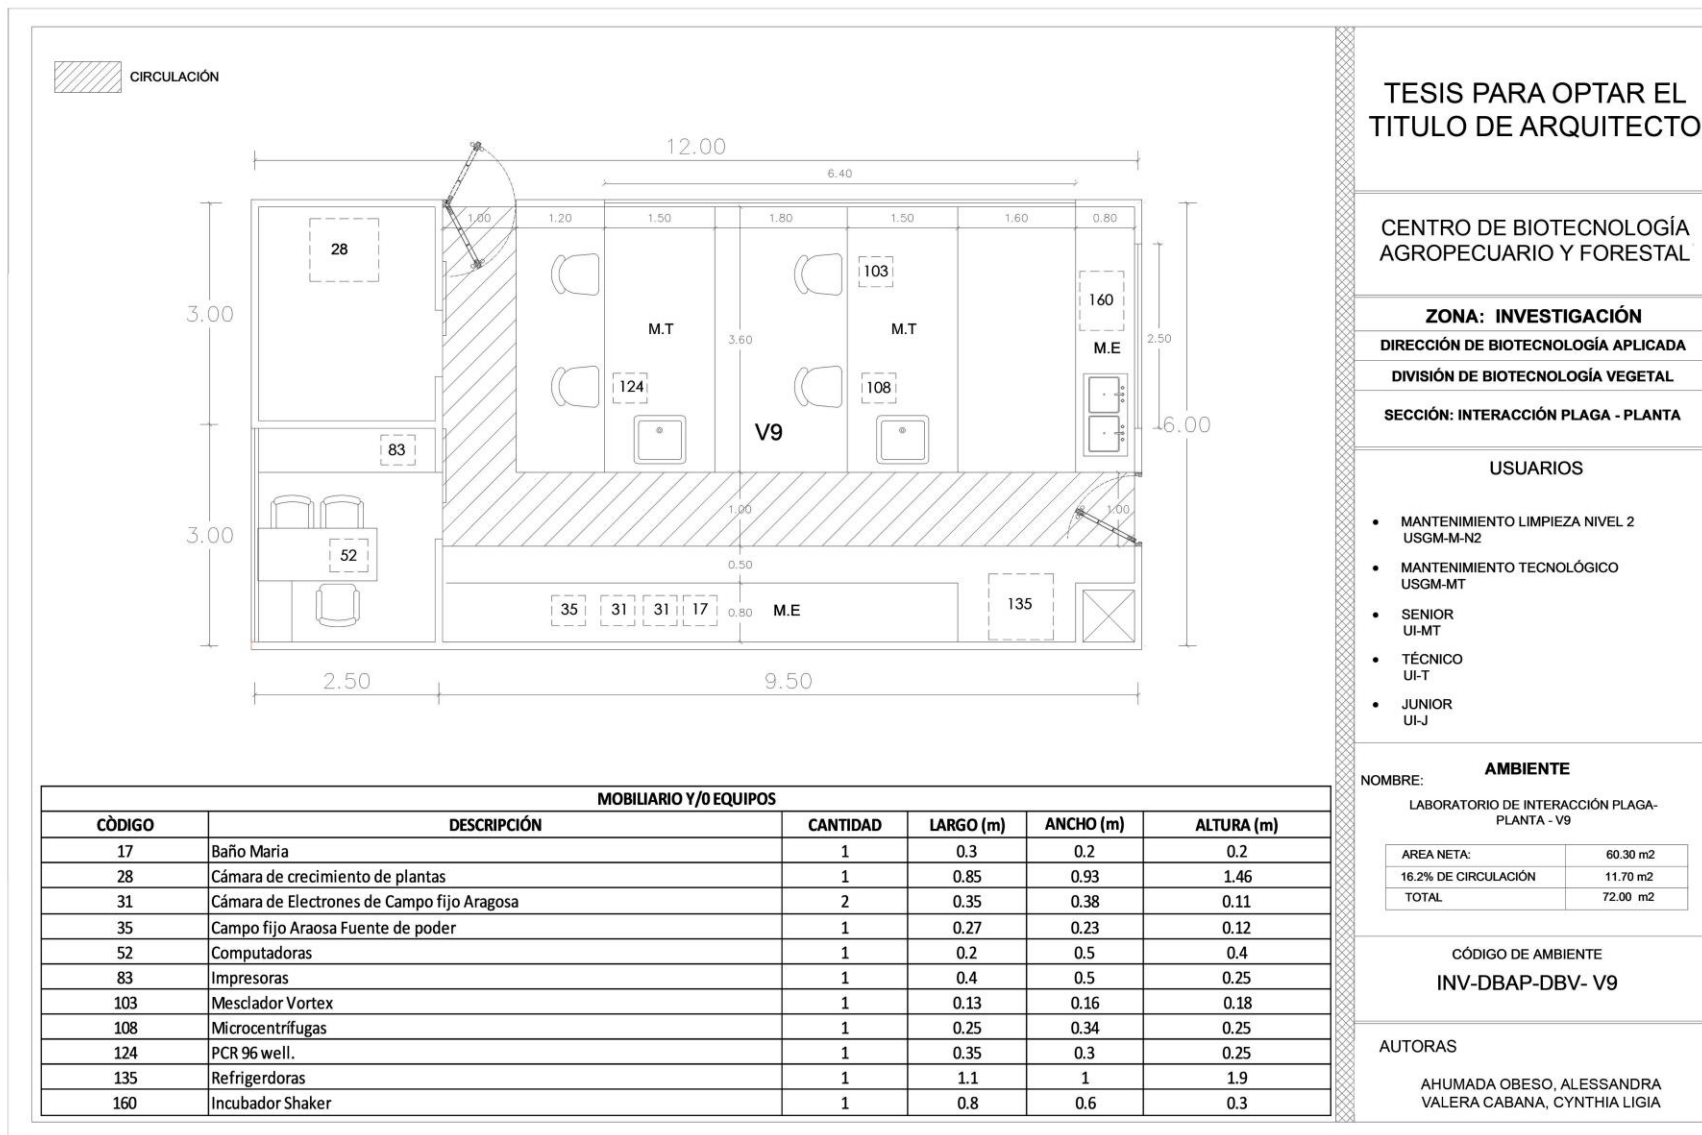 CIRCULACIÓN
12.00
6.40
1.00 1.20 1.50 1.80 1.50 1.60 0.80
28
103
160
3.00
M.T
M.T
3.60
M.E
2.50
124
108
V9
83
6.00
3.00
1.00
1.00
52
0.50
35 31 31 17 0.80 M.E 135
2.50 9.50
MOBILIARIO Y/0 EQUIPOS
CÒDIGO DESCRIPCIÓN CANTIDAD LARGO (m) ANCHO (m) ALTURA (m)
17 Baño Maria 1 0.3 0.2 0.2
28 Cámara de crecimiento de plantas 1 0.85 0.93 1.46
31 Cámara de Electrones de Campo fijo Aragosa 2 0.35 0.38 0.11
35 Campo fijo Araosa Fuente de poder 1 0.27 0.23 0.12
52 Computadoras 1 0.2 0.5 0.4
83 Impresoras 1 0.4 0.5 0.25
103 Mesclador Vortex 1 0.13 0.16 0.18
108 Microcentrífugas 1 0.25 0.34 0.25
124 PCR 96 well. 1 0.35 0.3 0.25
135 Refrigerdoras 1 1.1 1 1.9
160 Incubador Shaker 1 0.8 0.6 0.3
TESIS PARA OPTAR EL
TITULO DE ARQUITECTO
CENTRO DE BIOTECNOLOGÍA
AGROPECUARIO Y FORESTAL
ZONA: INVESTIGACIÓN
DIRECCIÓN DE BIOTECNOLOGÍA APLICADA
DIVISIÓN DE BIOTECNOLOGÍA VEGETAL
SECCIÓN: INTERACCIÓN PLAGA - PLANTA
USUARIOS
• MANTENIMIENTO LIMPIEZA NIVEL 2
USGM-M-N2
• MANTENIMIENTO TECNOLÓGICO
USGM-MT
• SENIOR
UI-MT
• TÉCNICO
UI-T
• JUNIOR
UI-J
AMBIENTE
NOMBRE:
LABORATORIO DE INTERACCIÓN PLAGA-
PLANTA - V9
AREA NETA: 60.30 m2
16.2% DE CIRCULACIÓN 11.70 m2
TOTAL 72.00 m2
CÓDIGO DE AMBIENTE
INV-DBAP-DBV- V9
AUTORAS
AHUMADA OBESO, ALESSANDRA
VALERA CABANA, CYNTHIA LIGIA